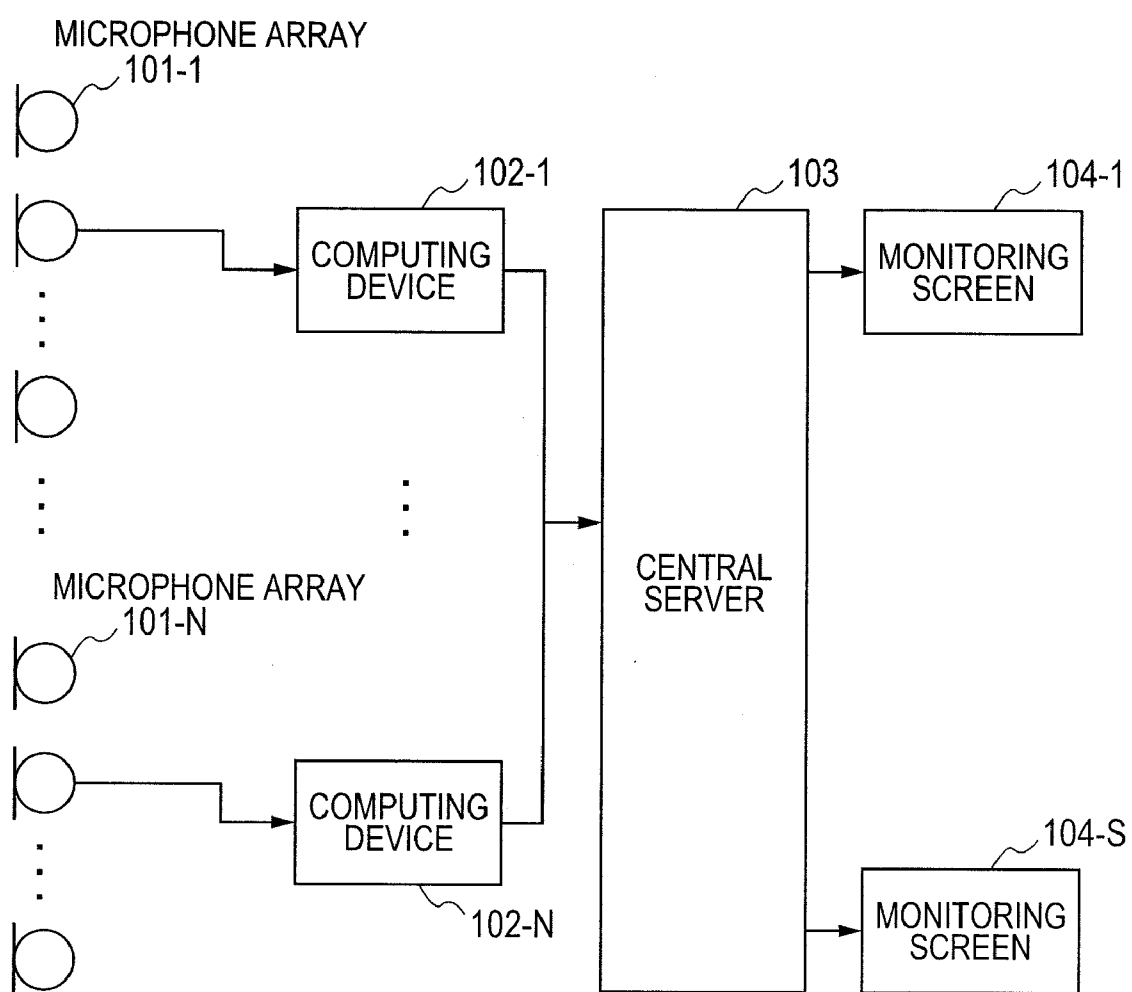 MICROPHONE ARRAY
101-1
102-1
103
104-1
COMPUTING
DEVICE
MONITORING
SCREEN
CENTRAL
SERVER
MICROPHONE ARRAY
101-N
COMPUTING
DEVICE
102-N
104-S
MONITORING
SCREEN